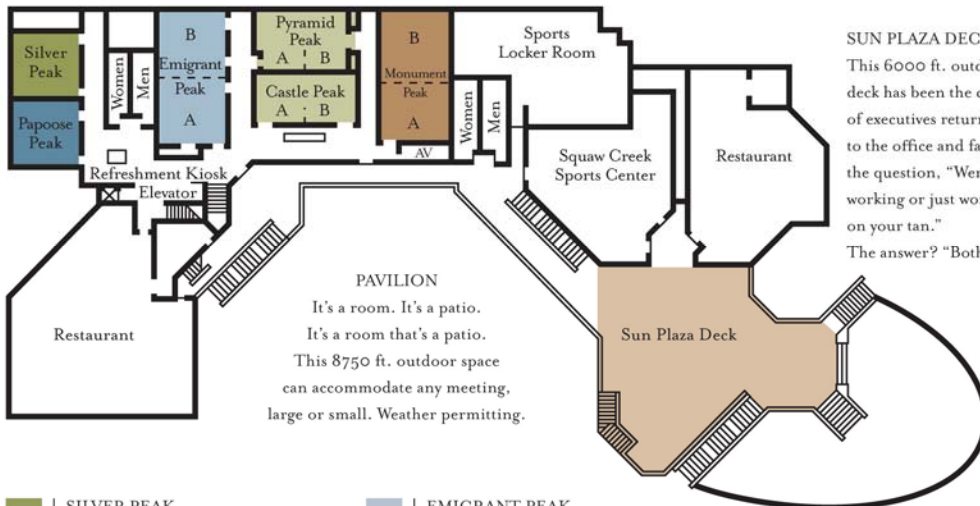 Silver
Peak
Papoose
Peak
Women
Men
B
Emigrant
Peak
A
Pyramid
Peak
A B
Castle Peak
A B
B
Monument
Peak
A
AV
Women
Men
Sports
Locker Room
Squaw Creek
Sports Center
Restaurant
Refreshment Kiosk
Elevator
Restaurant
PAVILION
It's a room. It's a patio.
It's a room that's a patio.
This 8750 ft. outdoor space
can accommodate any meeting,
large or small. Weather permitting.
Sun Plaza Deck
SUN PLAZA DEC
This 6000 ft. outd
deck has been the
of executives return
to the office and fa
the question, "Wer
working or just wor
on your tan."
The answer? "Both
SILVER PEAK
EMIGRANT PEAK